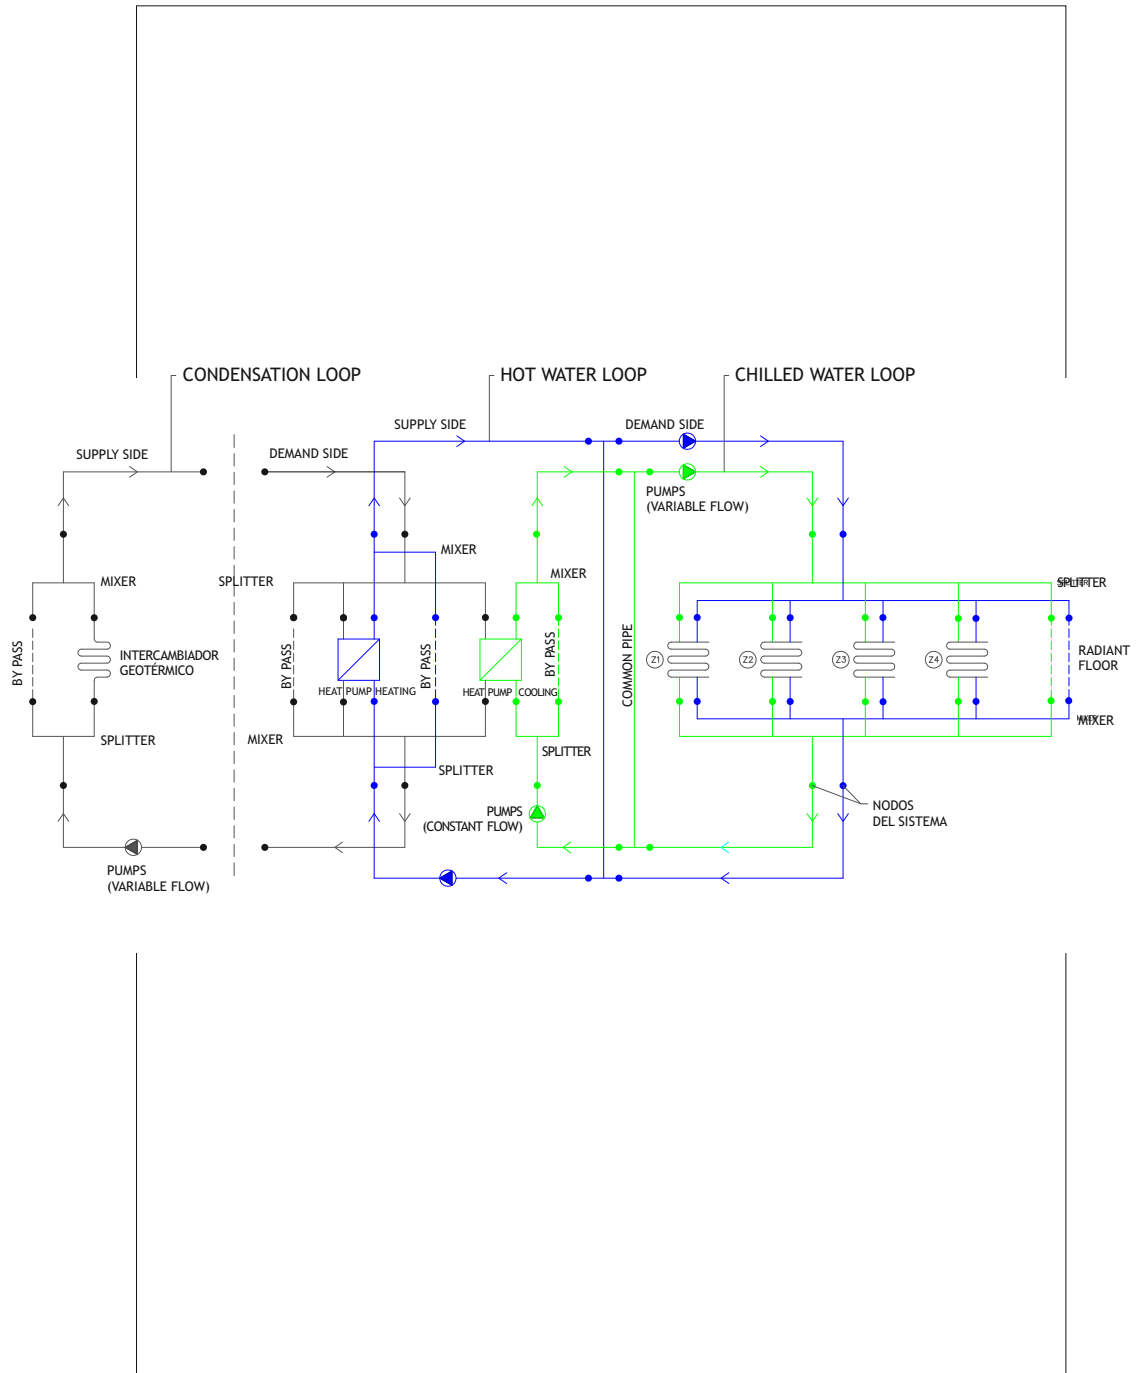 CONDENSATION LOOP
HOT WATER LOOP
CHILLED WATER LOOP
SUPPLY SIDE
DEMAND SIDE
SUPPLY SIDE
DEMAND SIDE
PUMPS
(VARIABLE FLOW)
MIXER
SPLITTER
MIXER
MIXER
SPLITTER
BY PASS
INTERCAMBIADOR
GEOTÉRMICO
BY PASS
HEAT PUMP HEATING
BY PASS
HEAT PUMP COOLING
BY PASS
COMMON PIPE
Z1
Z2
Z3
Z4
RADIANT
FLOOR
SPLITTER
MIXER
SPLITTER
SPLITTER
MIXER
PUMPS
(CONSTANT FLOW)
NODOS
DEL SISTEMA
PUMPS
(VARIABLE FLOW)